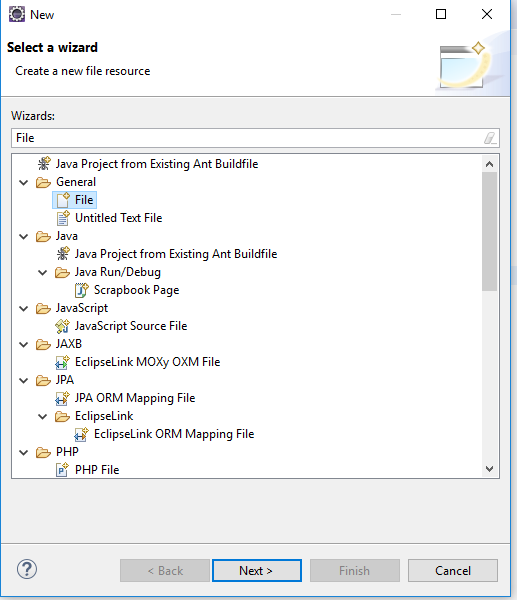 New
Select a wizard
Create a new file resource
Wizards:
File
Java Project from Existing Ant Buildfile
General
File
Untitled Text File
Java
Java Project from Existing Ant Buildfile
Java Run/Debug
Scrapbook Page
JavaScript
JavaScript Source File
JAXB
EclipseLink MOXy OXM File
JPA
JPA ORM Mapping File
EclipseLink
EclipseLink ORM Mapping File
PHP
PHP File
< Back Next > Finish Cancel